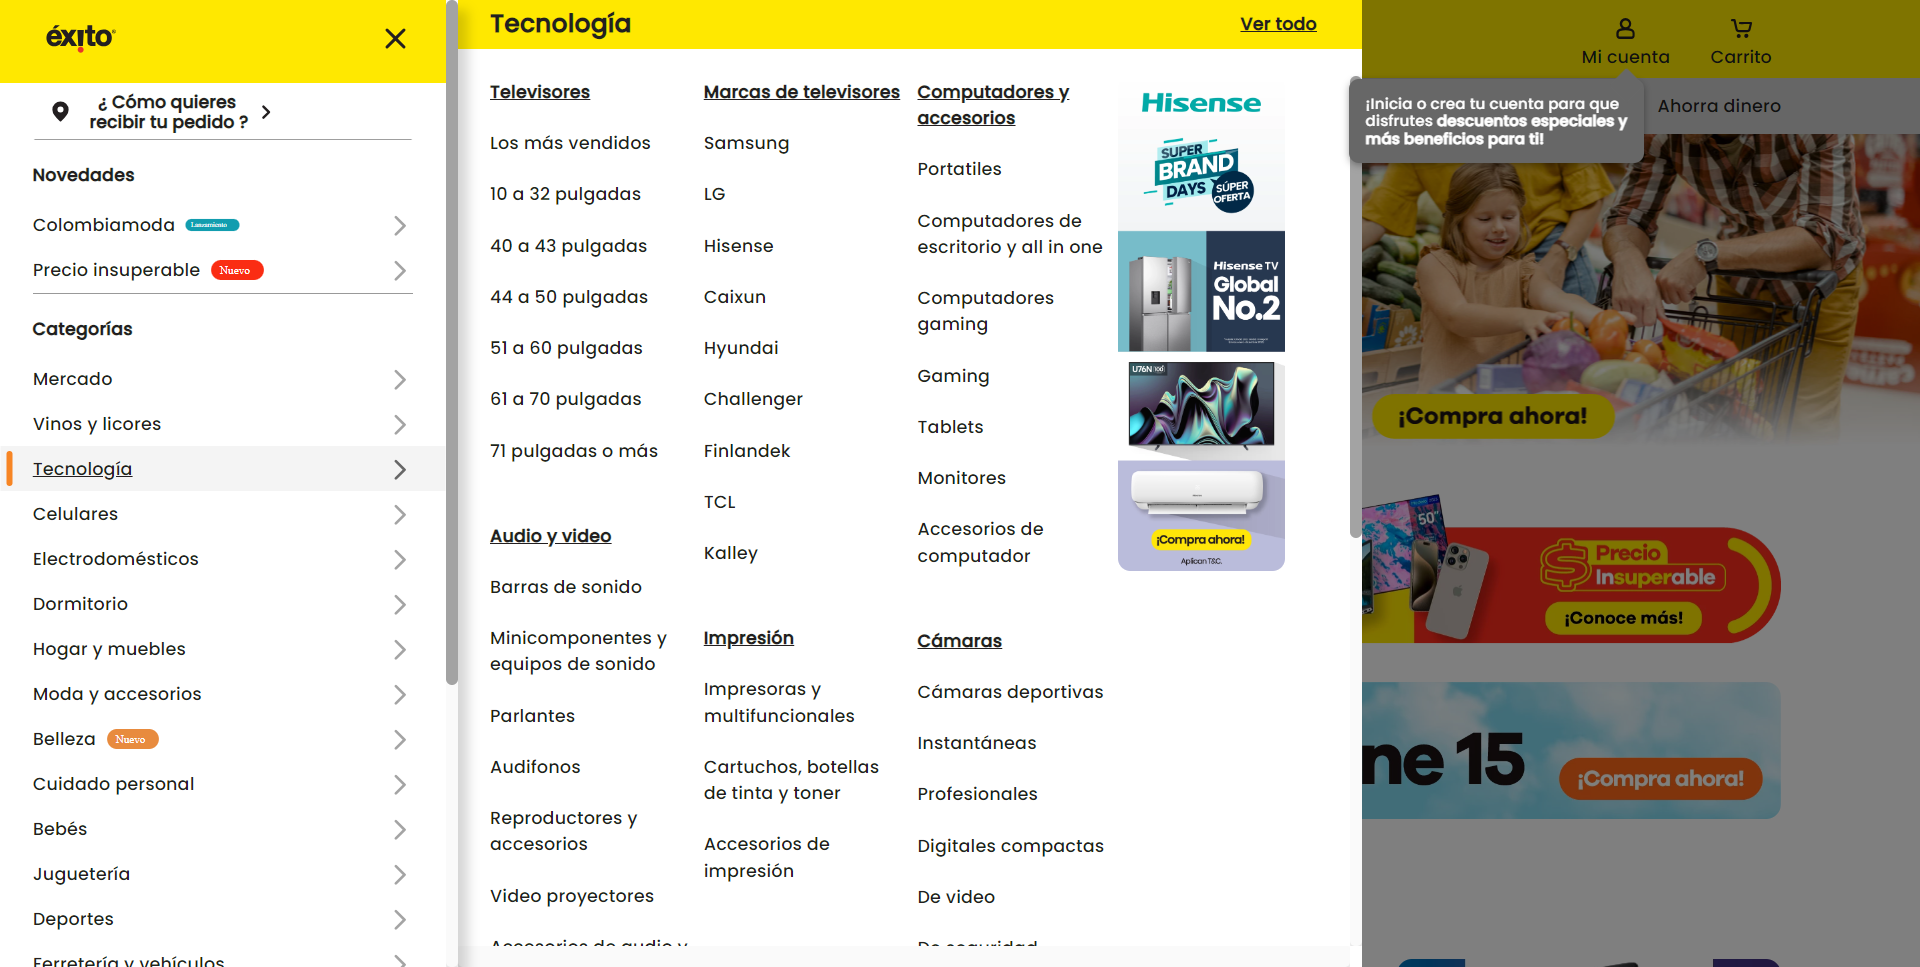 éxito
¿ Cómo quieres
recibir tu pedido ?
Novedades
Colombiamoda Lanzamiento
Precio insuperable Nuevo
Categorías
Mercado
Vinos y licores
Tecnología
Celulares
Electrodomésticos
Dormitorio
Hogar y muebles
Moda y accesorios
Belleza Nuevo
Cuidado personal
Bebés
Juguetería
Deportes
Ferretería y vehículos
Tecnología
Ver todo
Televisores
Los más vendidos
10 a 32 pulgadas
40 a 43 pulgadas
44 a 50 pulgadas
51 a 60 pulgadas
61 a 70 pulgadas
71 pulgadas o más
Audio y video
Barras de sonido
Minicomponentes y
equipos de sonido
Parlantes
Audifonos
Reproductores y
accesorios
Video proyectores
Accesorios de audio y
Marcas de televisores
Samsung
LG
Hisense
Caixun
Hyundai
Challenger
Finlandek
TCL
Kalley
Impresión
Impresoras y
multifuncionales
Cartuchos, botellas
de tinta y toner
Accesorios de
impresión
Computadores y
accesorios
Portatiles
Computadores de
escritorio y all in one
Computadores
gaming
Gaming
Tablets
Monitores
Accesorios de
computador
Cámaras
Cámaras deportivas
Instantáneas
Profesionales
Digitales compactas
De video
De seguridad
Hisense
SUPER
BRAND
DAYS
SÚPER
OFERTA
Hisense TV
Global
No.2
U76N 100"
¡Compra ahora!
Aplican T&C.
Mi cuenta
Carrito
¡Inicia o crea tu cuenta para que
disfrutes descuentos especiales y
más beneficios para ti!
Ahorra dinero
¡Compra ahora!
50"
Precio
Insuperable
¡Conoce más!
ne 15
¡Compra ahora!